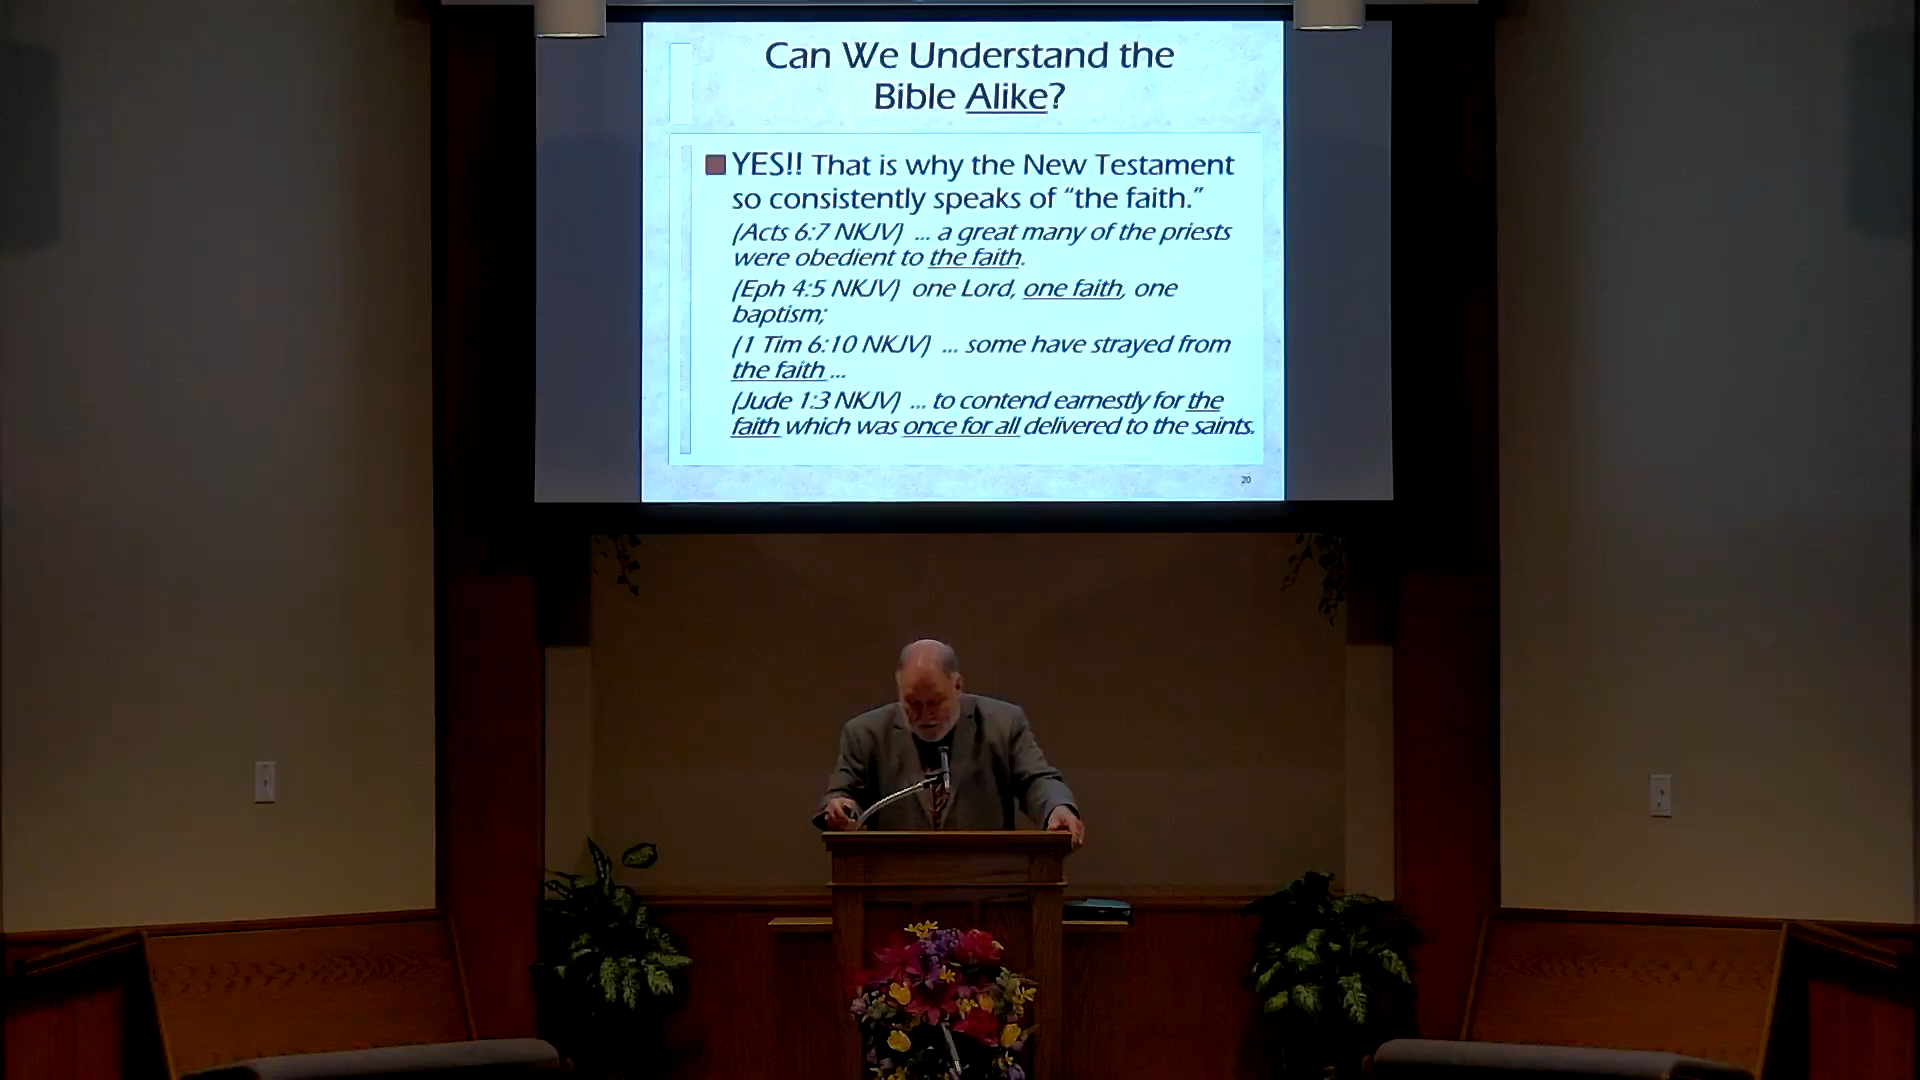 Can We Understand the
Bible Alike?
YES!! That is why the New Testament
so consistently speaks of “the faith.”
(Acts 6:7 NKJV) ... a great many of the priests
were obedient to the faith.
(Eph 4:5 NKJV) one Lord, one faith, one
baptism;
(1 Tim 6:10 NKJV) ... some have strayed from
the faith ...
(Jude 1:3 NKJV) ... to contend earnestly for the
faith which was once for all delivered to the saints.
20